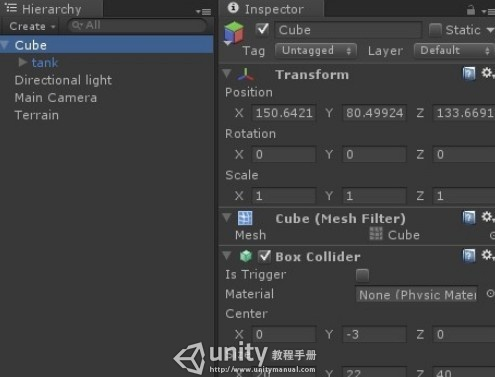 Hierarchy
Create
All
Cube
tank
Directional light
Main Camera
Terrain
Inspector
Cube
Static
Tag Untagged Layer Default
Transform
Position
X 150.6421 Y 80.49924 Z 133.6691
Rotation
X 0 Y 0 Z 0
Scale
X 1 Y 1 Z 1
Cube (Mesh Filter)
Mesh Cube
Box Collider
Is Trigger
Material None (Physic Mater
Center
X 0 Y -3 Z 0
X 20 Y 22 Z 40
unity 教程手册
www.unitymanual.com